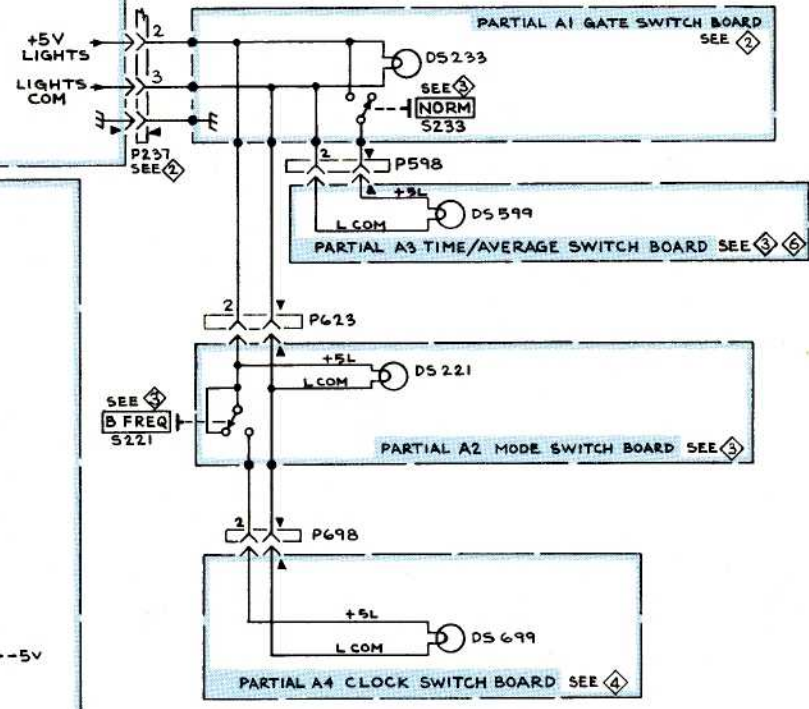 PARTIAL A1 GATE SWITCH BOARD
SEE 2
+5V
LIGHTS
2
DS233
LIGHTS
COM
3
SEE 3
NORM
S233
P237
SEE 2
2
P598
+5L
DS599
L COM
PARTIAL A3 TIME/AVERAGE SWITCH BOARD SEE 3 6
2
P623
+5L
DS221
L COM
SEE 3
B FREQ
S221
PARTIAL A2 MODE SWITCH BOARD SEE 3
2
P698
+5L
DS699
L COM
-5V
PARTIAL A4 CLOCK SWITCH BOARD SEE 4